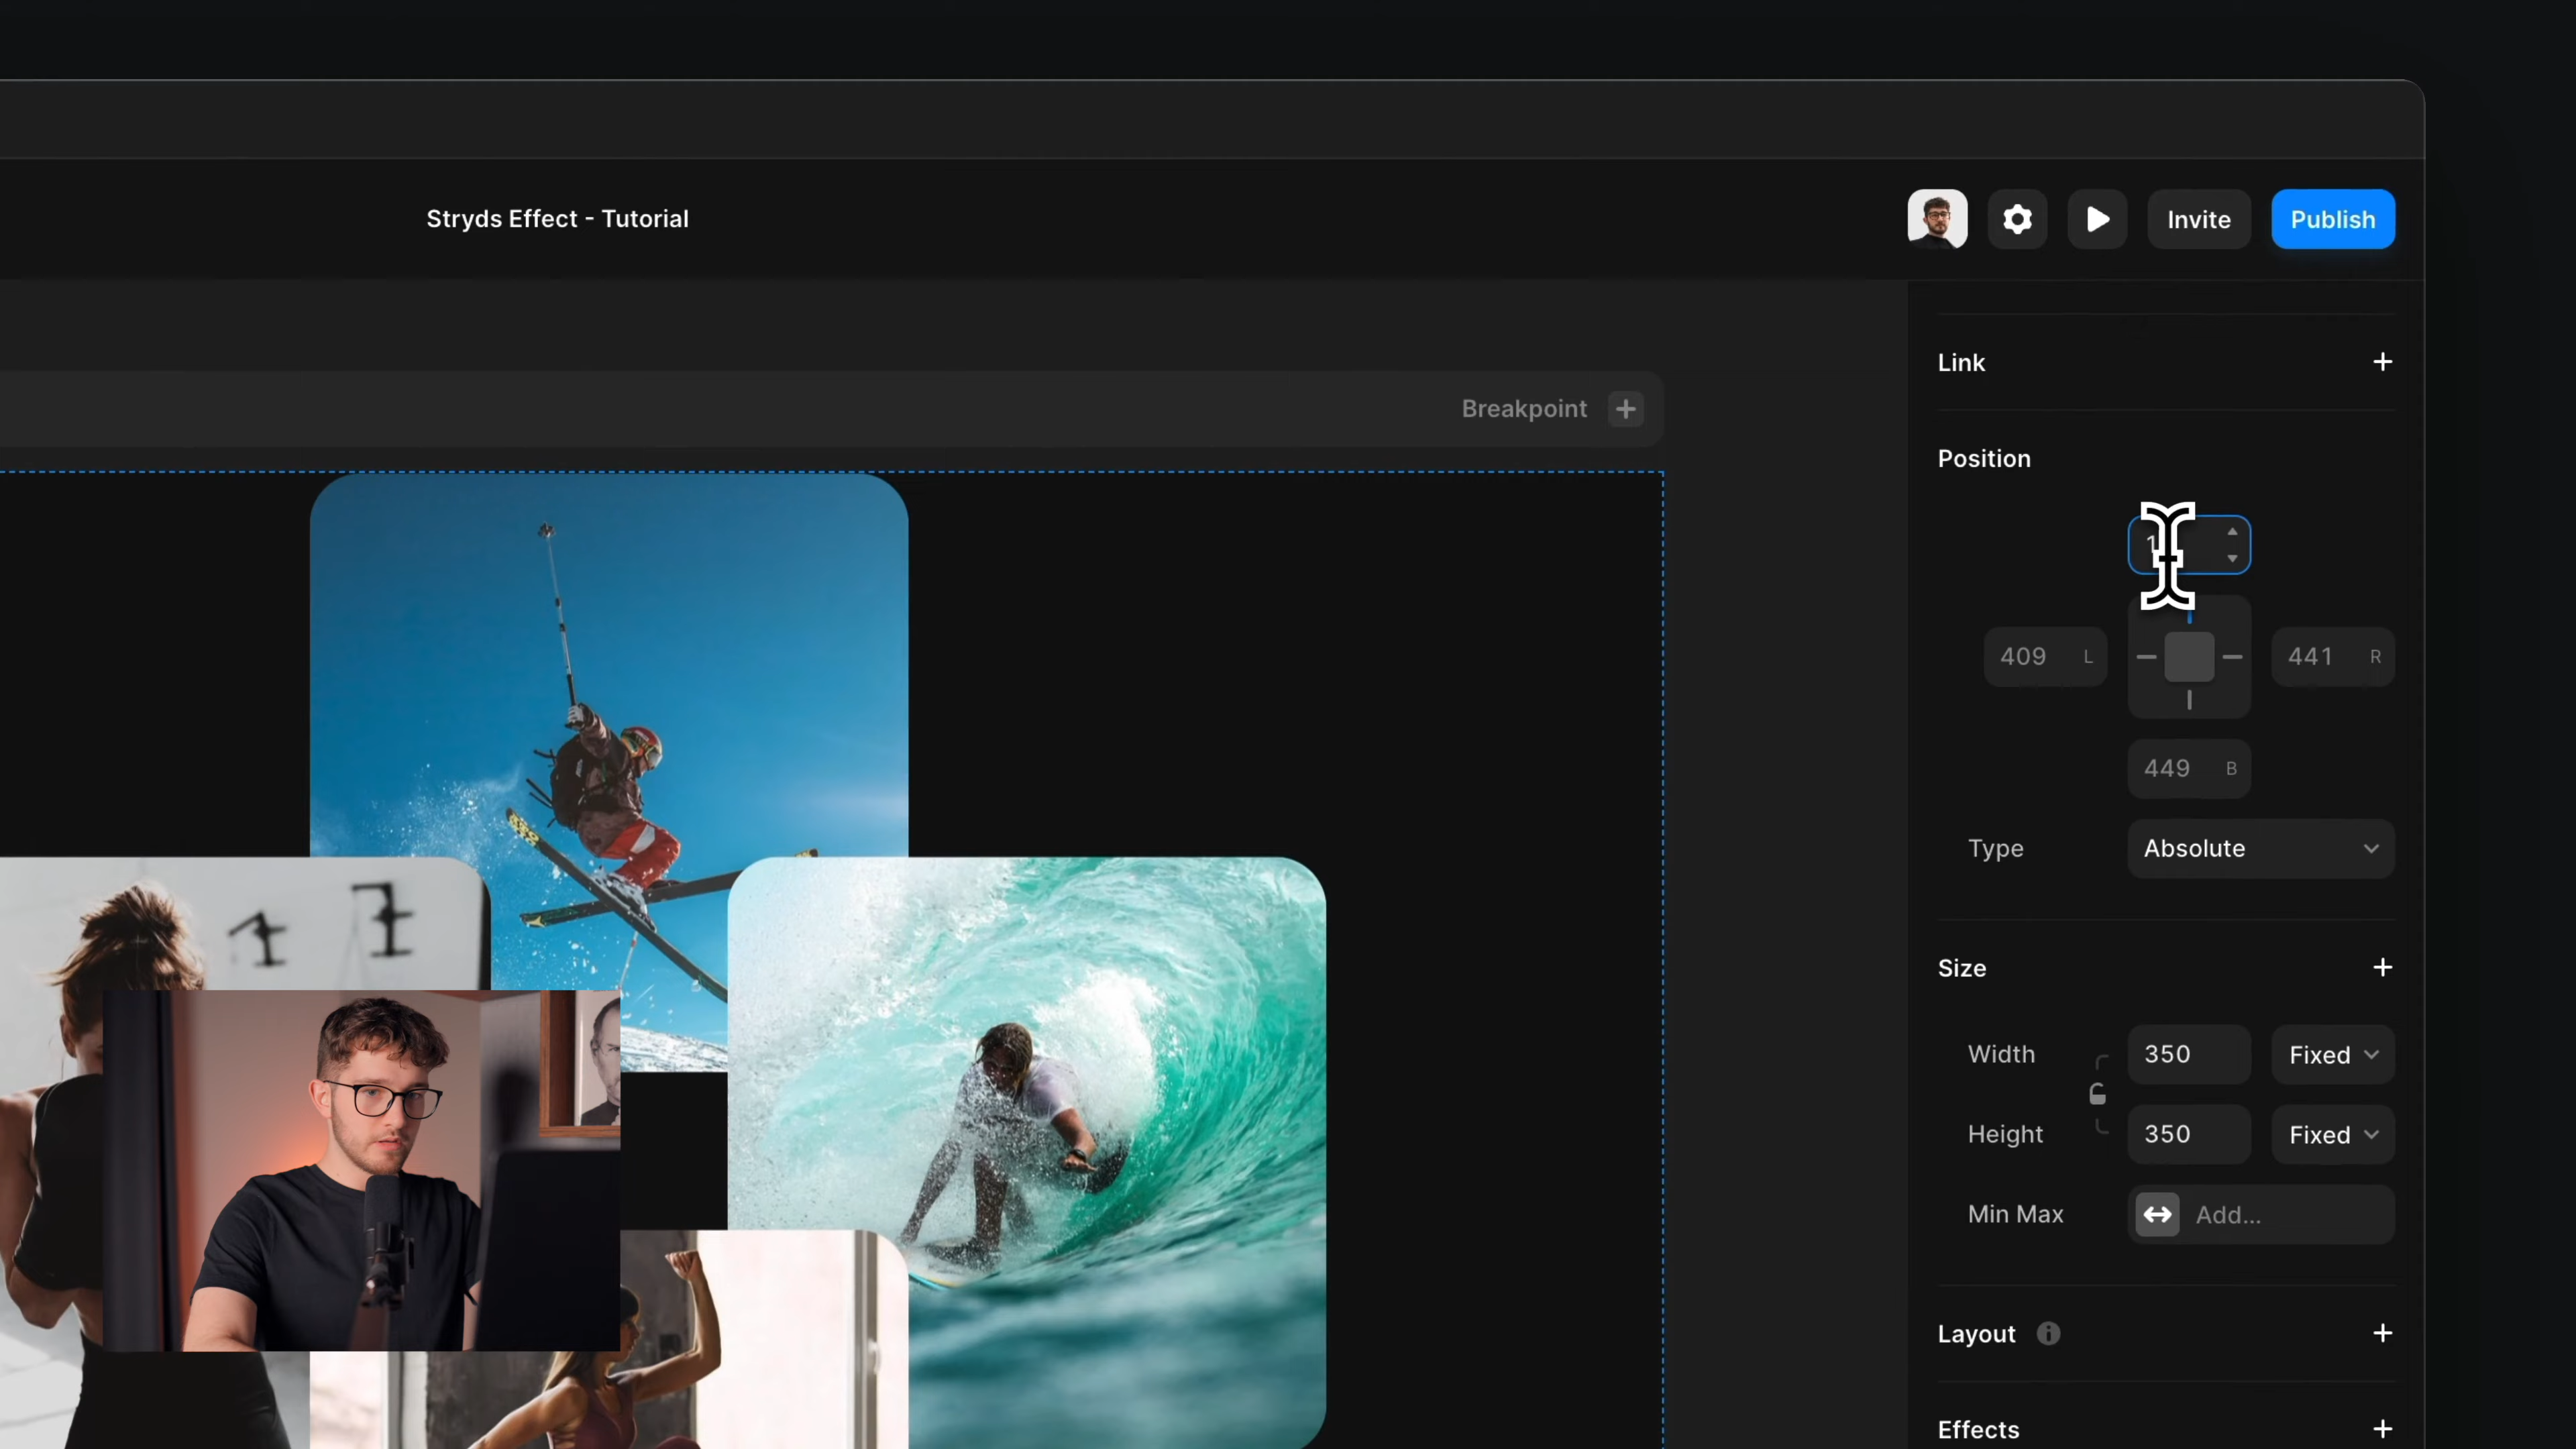 Stryds Effect - Tutorial
Invite
Publish
Link
Breakpoint
Position
1
409 L
441 R
449 B
Type
Absolute
Size
Width
350
Fixed
Height
350
Fixed
Min Max
Add...
Layout
Effects